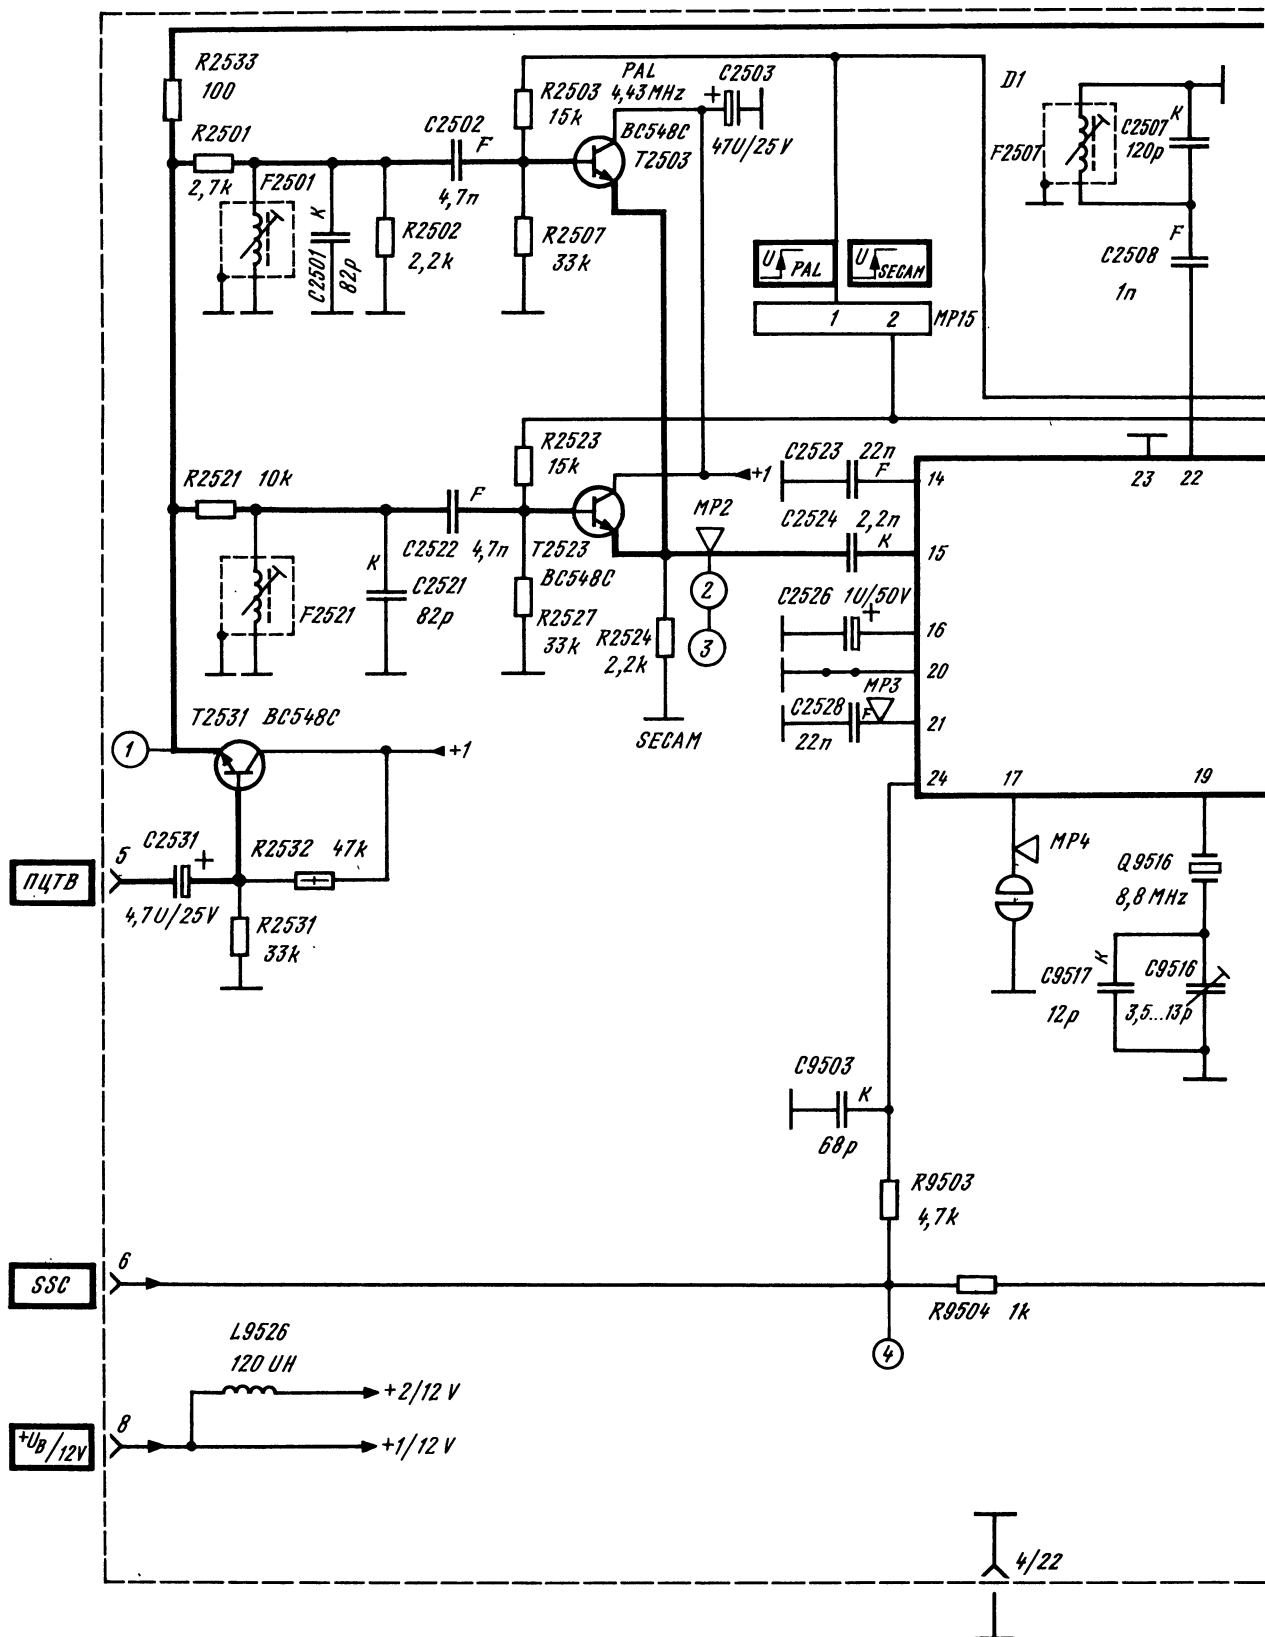 R2533
100
R2501
2,7k
F2501
K
C2501
82p
R2502
2,2k
C2502
F
4,7n
R2503
15k
R2507
33k
PAL
4,43MHz
BC548C
T2503
+
C2503
47U/25V
D1
F2507
K
C2507
120p
F
C2508
1n
U
PAL
U
SECAM
1
2
MP15
R2521 10k
F2521
K
C2521
82p
F
C2522 4,7n
R2523
15k
T2523
BC548C
R2527
33k
R2524
2,2k
SECAM
+1
MP2
2
3
C2523 22n
F
14
C2524 2,2n
K
15
C2526 1U/50V
+
16
20
MP3
C2528
F
22n
21
24
23
22
17
19
T2531 BC548C
1
+1
C2531
+
4,7U/25V
R2532 47k
R2531
33k
5
ПЦТВ
MP4
Q9516
8,8MHz
K
C9517
12p
C9516
3,5...13p
C9503
K
68p
R9503
4,7k
6
SSC
R9504 1k
4
L9526
120UH
+2/12V
8
+UB/12V
+1/12V
4/22